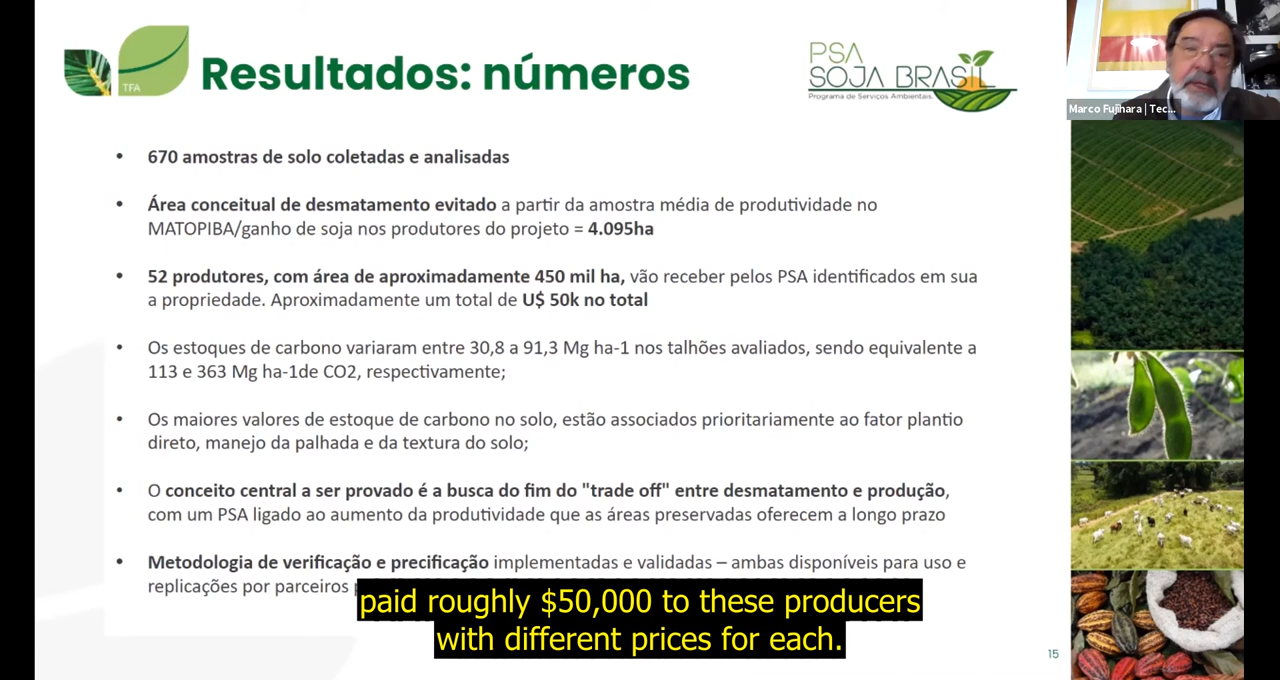 TFA
Resultados: números
PSA
SOJA BRASIL
Programa de Serviços Ambientais
Marco Fujihara | Tec...
• 670 amostras de solo coletadas e analisadas
• Área conceitual de desmatamento evitado a partir da amostra média de produtividade no
MATOPIBA/ganho de soja nos produtores do projeto = 4.095ha
• 52 produtores, com área de aproximadamente 450 mil ha, vão receber pelos PSA identificados em sua
a propriedade. Aproximadamente um total de U$ 50k no total
• Os estoques de carbono variaram entre 30,8 a 91,3 Mg ha-1 nos talhões avaliados, sendo equivalente a
113 e 363 Mg ha-1de CO2, respectivamente;
• Os maiores valores de estoque de carbono no solo, estão associados prioritariamente ao fator plantio
direto, manejo da palhada e da textura do solo;
• O conceito central a ser provado é a busca do fim do "trade off" entre desmatamento e produção,
com um PSA ligado ao aumento da produtividade que as áreas preservadas oferecem a longo prazo
• Metodologia de verificação e precificação implementadas e validadas – ambas disponíveis para uso e
replicações por parceiros
paid roughly $50,000 to these producers
with different prices for each.
15